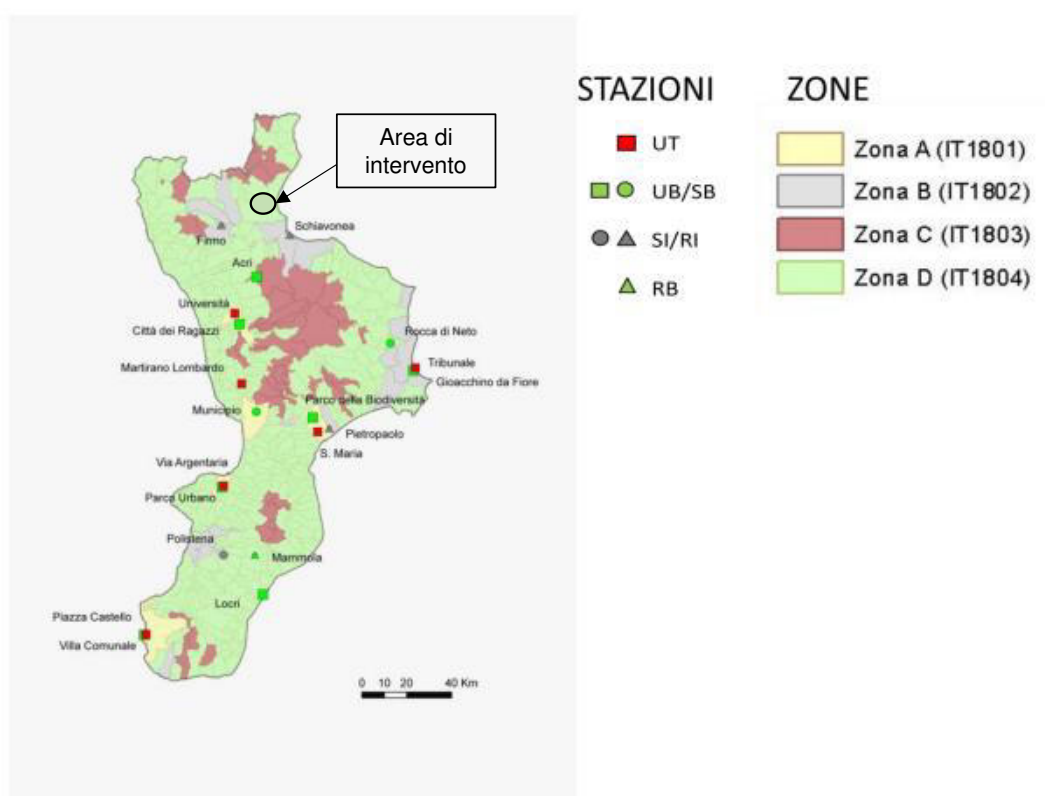 STAZIONI
UT
UB/SB
SI/RI
RB
ZONE
Zona A (IT1801)
Zona B (IT1802)
Zona C (IT1803)
Zona D (IT1804)
Area di
intervento
Firmo
Schiavonea
Acri
Università
Città dei Ragazzi
Rocca di Neto
Martirano Lombardo
Tribunale
Gioacchino da Fiore
Parco della Biodiversità
Municipio
Pietropaolo
S. Maria
Via Argentaria
Parco Urbano
Polistena
Mammola
Locri
Piazza Castello
Villa Comunale
0 10 20 40 Km